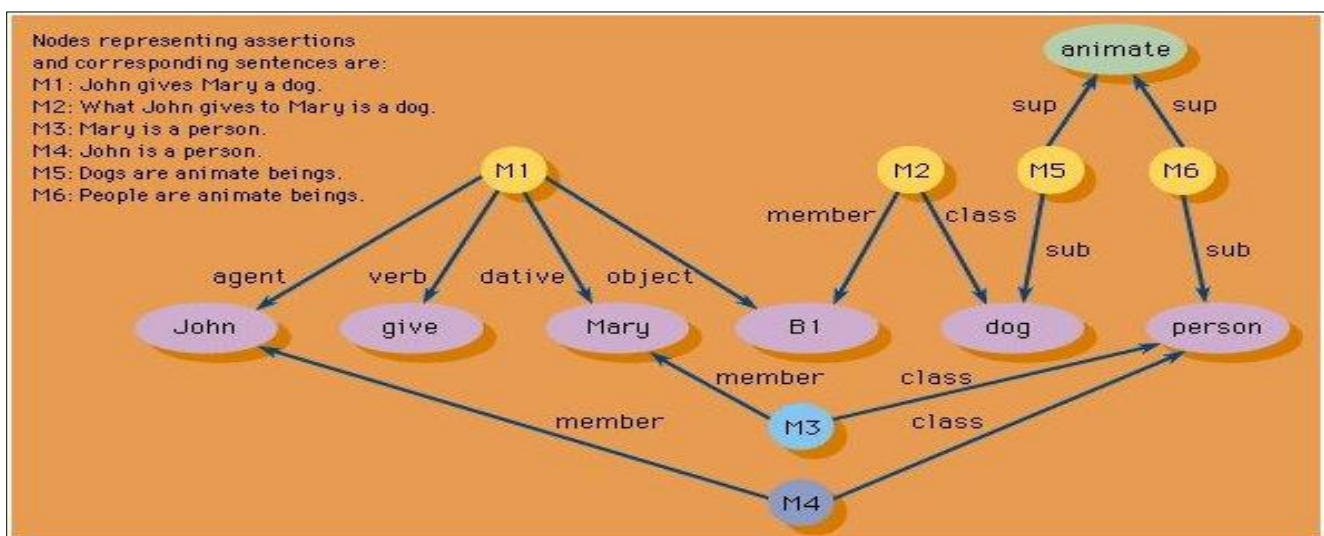 Nodes representing assertions
and corresponding sentences are:
M1: John gives Mary a dog.
M2: What John gives to Mary is a dog.
M3: Mary is a person.
M4: John is a person.
M5: Dogs are animate beings.
M6: People are animate beings.
animate
sup
sup
M1
M2
M5
M6
member
class
agent
verb
dative
object
sub
sub
John
give
Mary
B1
dog
person
member
class
member
M3
class
M4